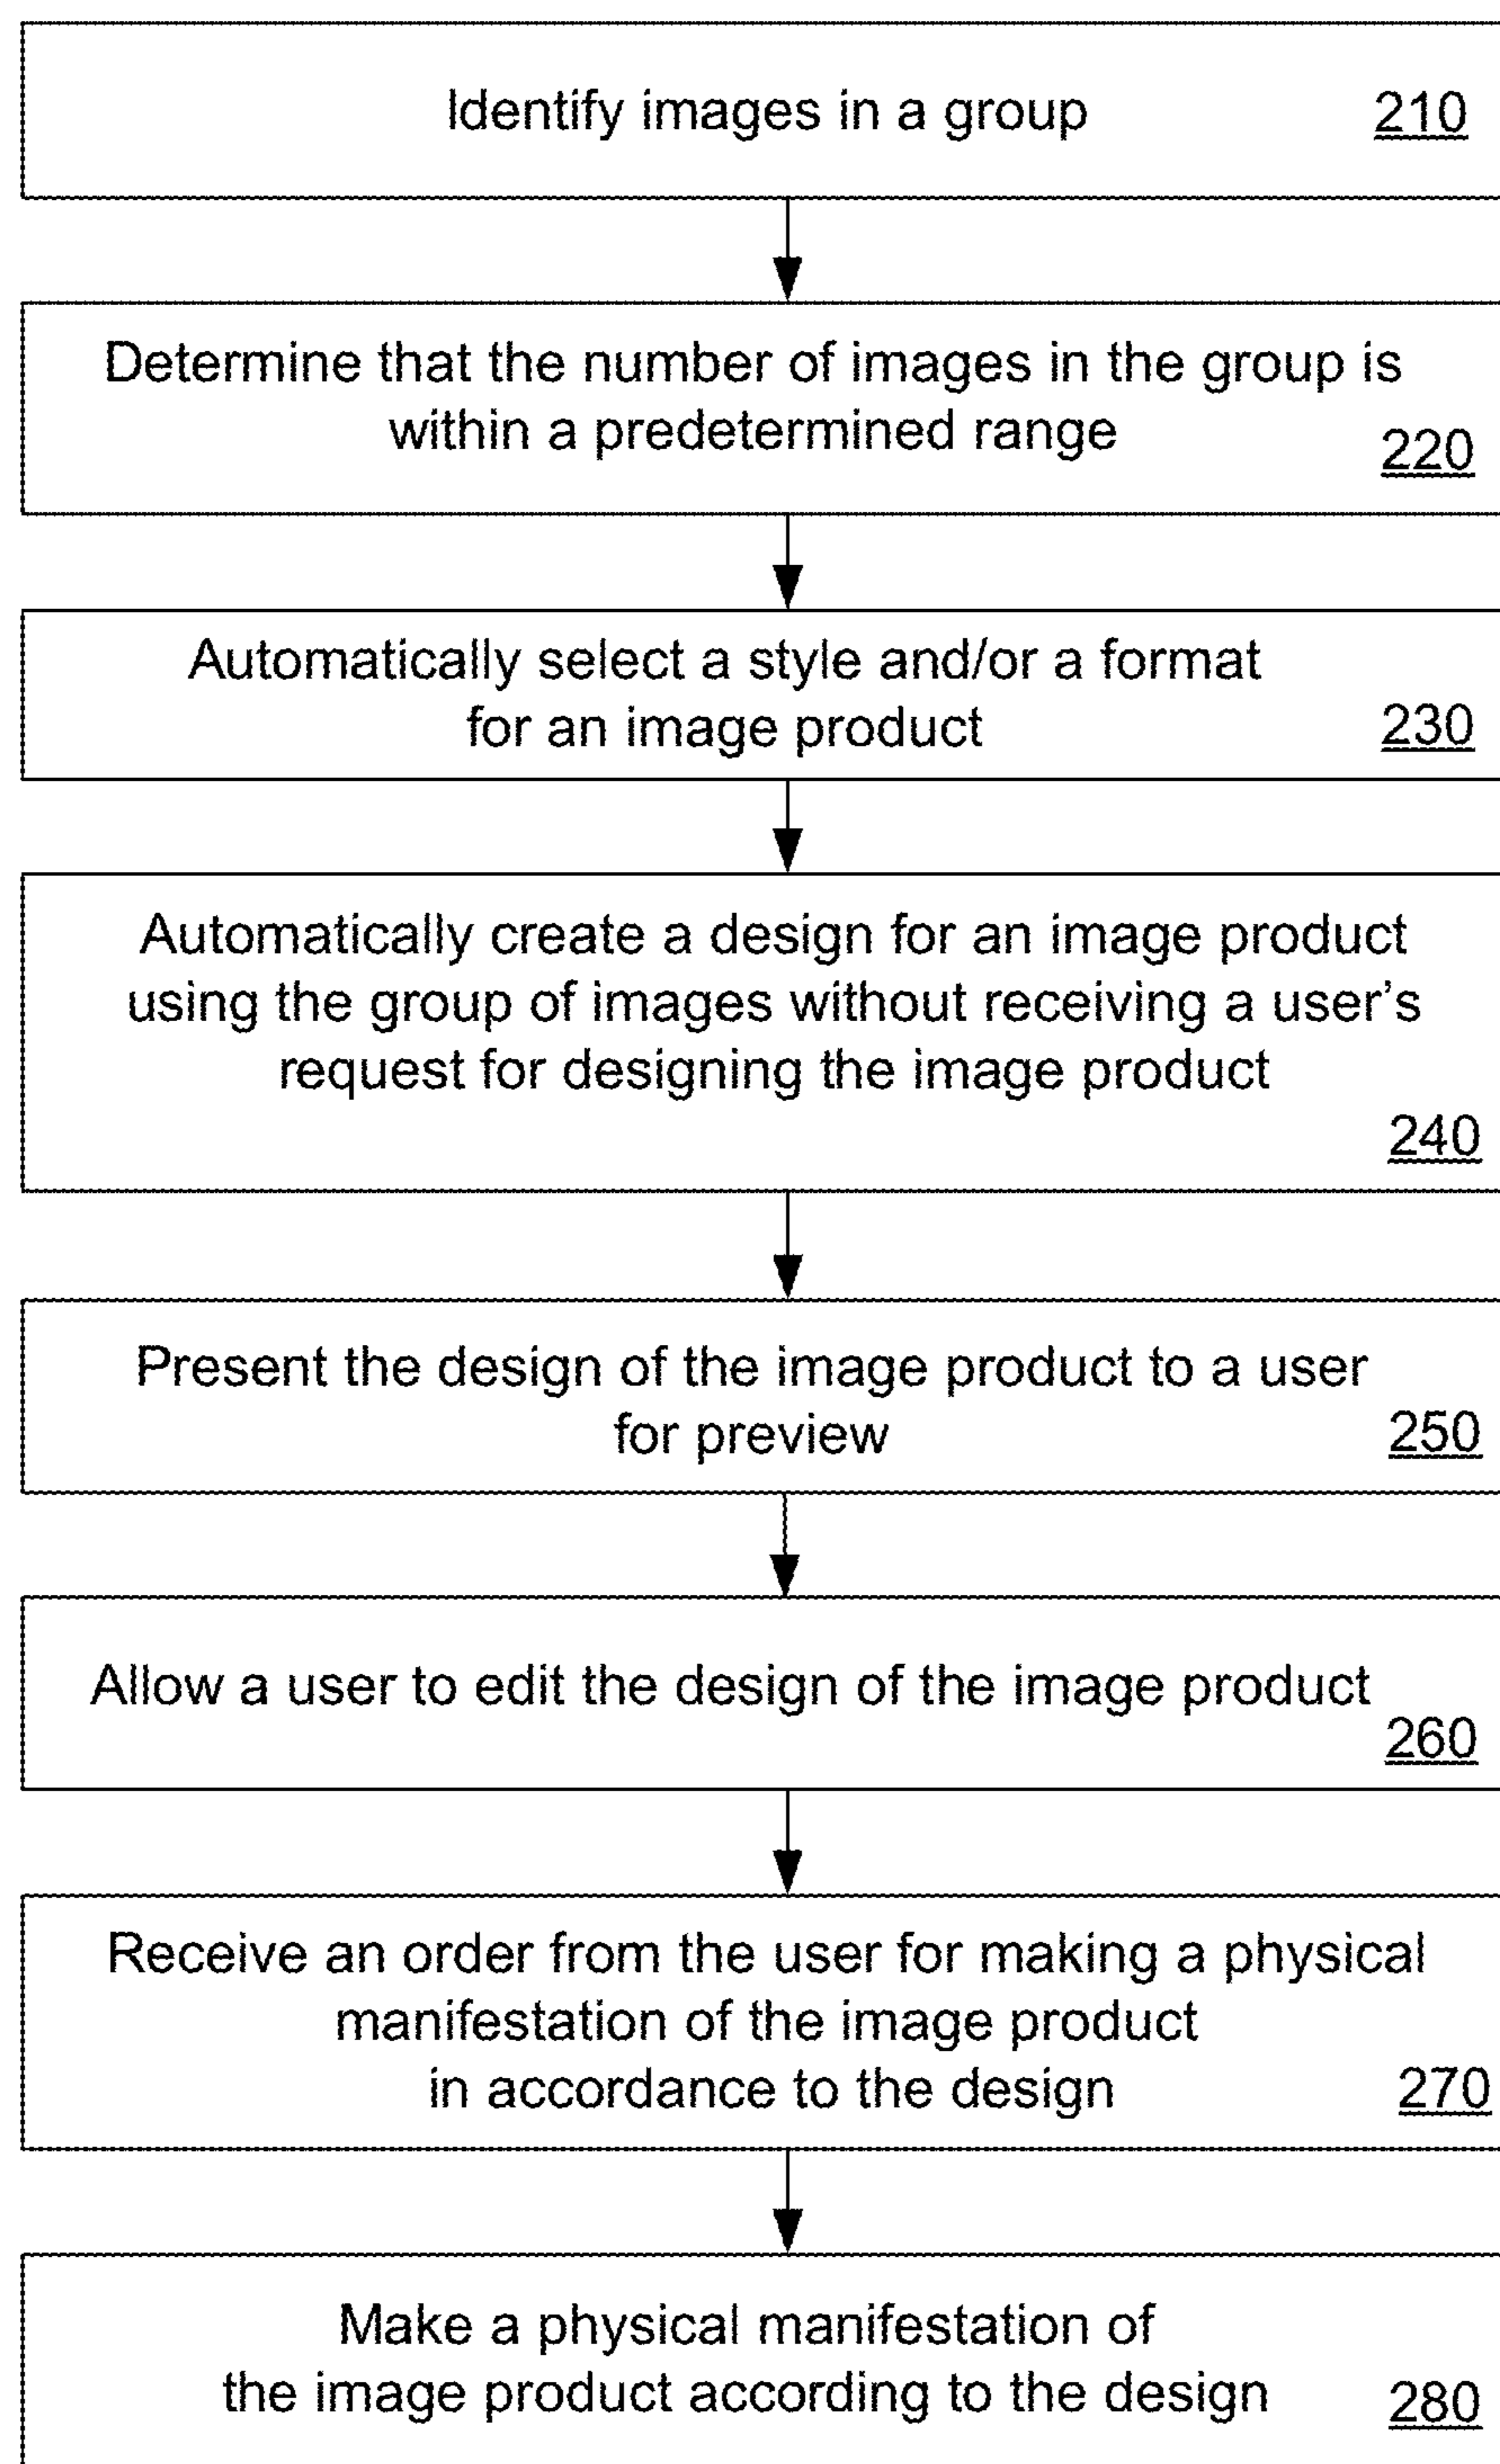 Identify images in a group 210
Determine that the number of images in the group is
within a predetermined range 220
Automatically select a style and/or a format
for an image product 230
Automatically create a design for an image product
using the group of images without receiving a user's
request for designing the image product
240
Present the design of the image product to a user
for preview 250
Allow a user to edit the design of the image product
260
Receive an order from the user for making a physical
manifestation of the image product
in accordance to the design 270
Make a physical manifestation of
the image product according to the design 280